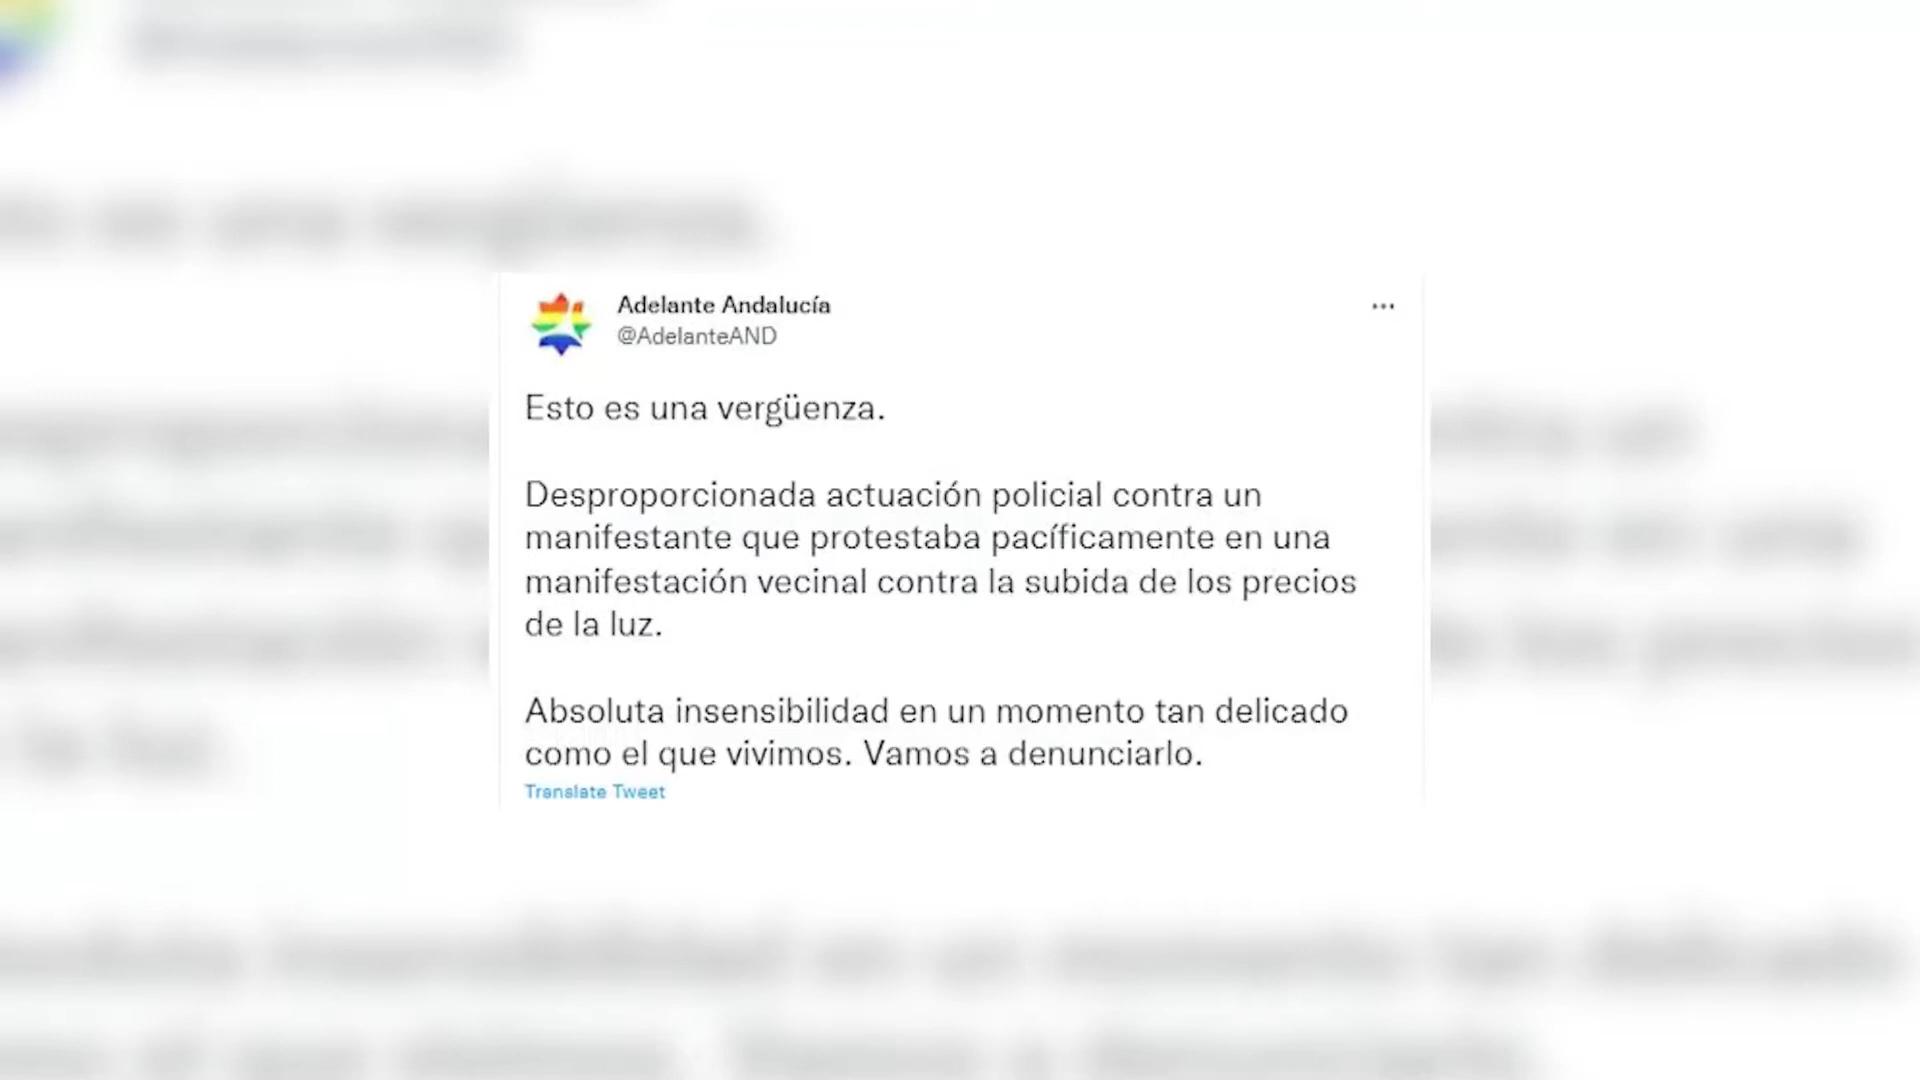 Adelante Andalucía
@AdelanteAND
Esto es una vergüenza.
Desproporcionada actuación policial contra un
manifestante que protestaba pacíficamente en una
manifestación vecinal contra la subida de los precios
de la luz.
Absoluta insensibilidad en un momento tan delicado
como el que vivimos. Vamos a denunciarlo.
Translate Tweet